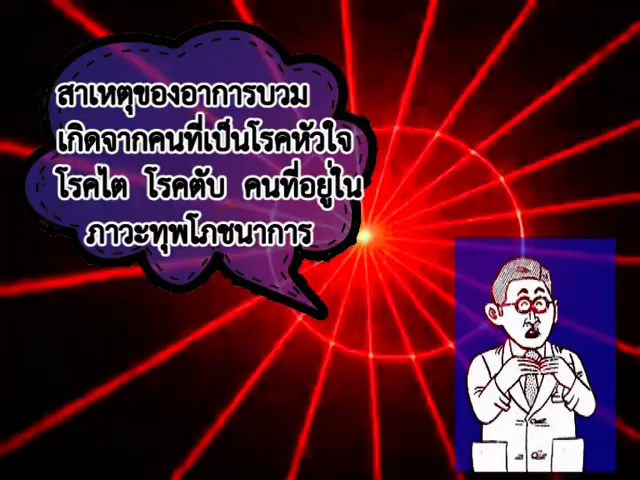 สาเหตุของอาการบวม
เกิดจากคนที่เป็นโรคหัวใจ
โรคไต โรคตับ คนที่อยู่ใน
ภาวะทุพโภชนาการ